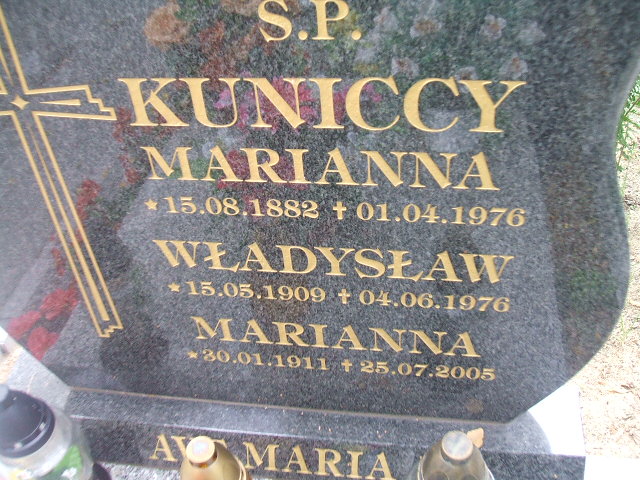 S.P.
KUNICCY
MARIANNA
*15.08.1882 ✝ 01.04.1976
WŁADYSŁAW
*15.05.1909 ✝ 04.06.1976
MARIANNA
*30.01.1911 ✝ 25.07.2005
AVE MARIA